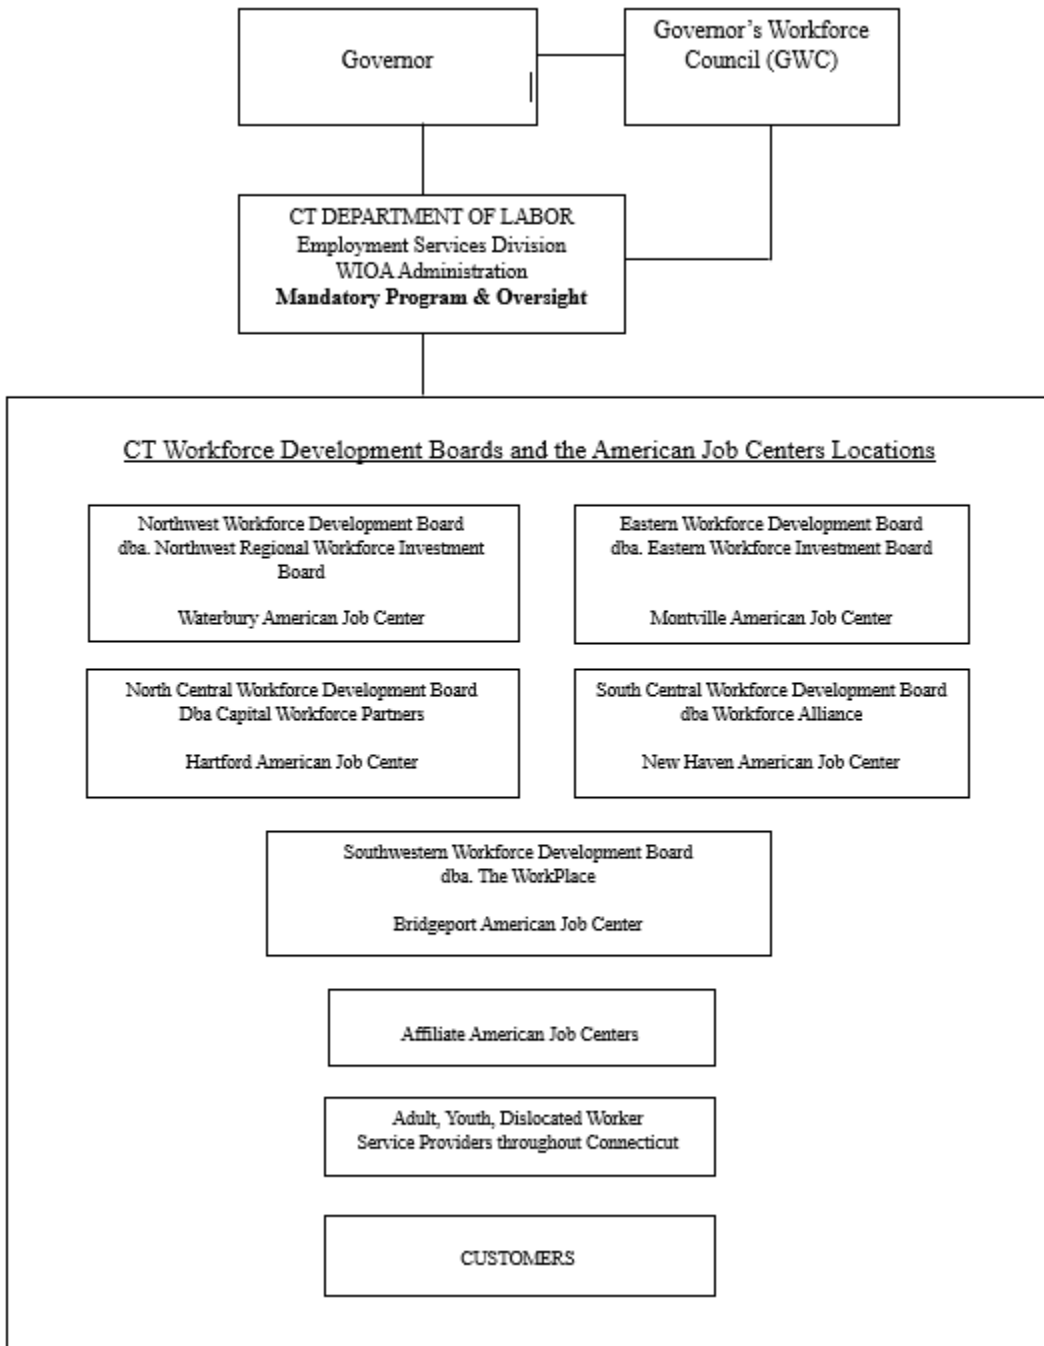 Governor
Governor’s Workforce
Council (GWC)
CT DEPARTMENT OF LABOR
Employment Services Division
WIOA Administration
Mandatory Program & Oversight
CT Workforce Development Boards and the American Job Centers Locations
Northwest Workforce Development Board
dba. Northwest Regional Workforce Investment
Board
Waterbury American Job Center
Eastern Workforce Development Board
dba. Eastern Workforce Investment Board
Montville American Job Center
North Central Workforce Development Board
Dba Capital Workforce Partners
Hartford American Job Center
South Central Workforce Development Board
dba Workforce Alliance
New Haven American Job Center
Southwestern Workforce Development Board
dba. The WorkPlace
Bridgeport American Job Center
Affiliate American Job Centers
Adult, Youth, Dislocated Worker
Service Providers throughout Connecticut
CUSTOMERS